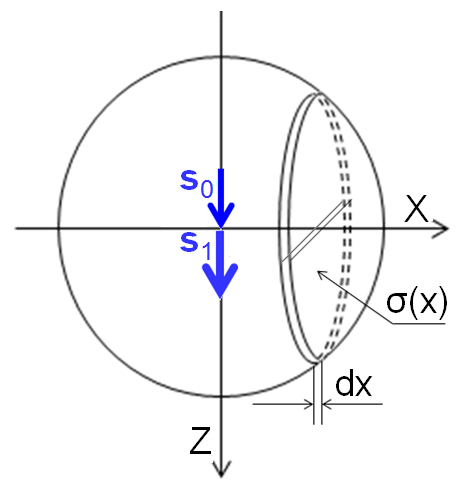 s₀
X
s₁
σ(x)
dx
Z